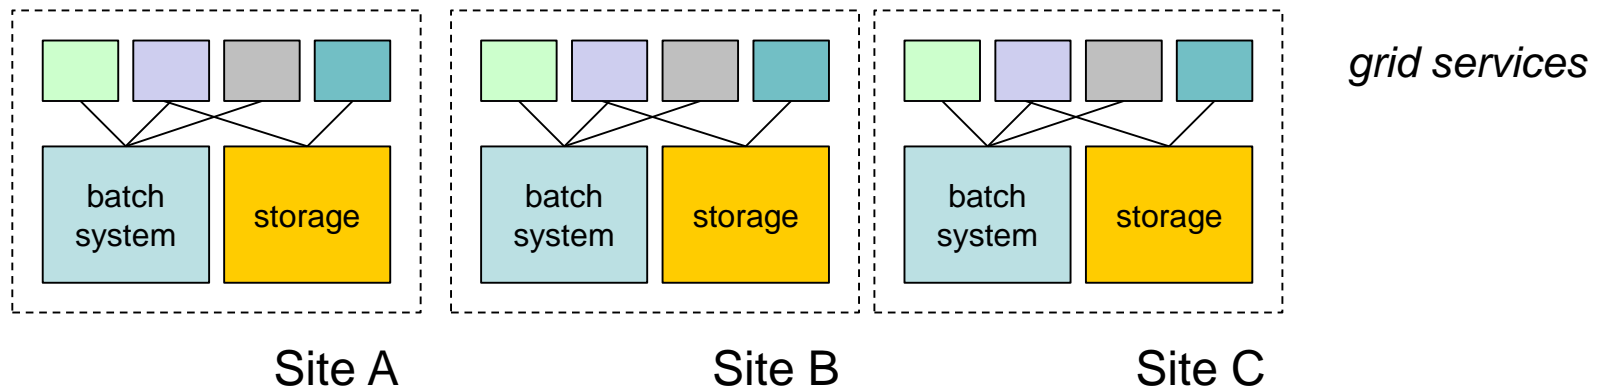 grid services
batch
system
storage
batch
system
storage
batch
system
storage
Site A
Site B
Site C